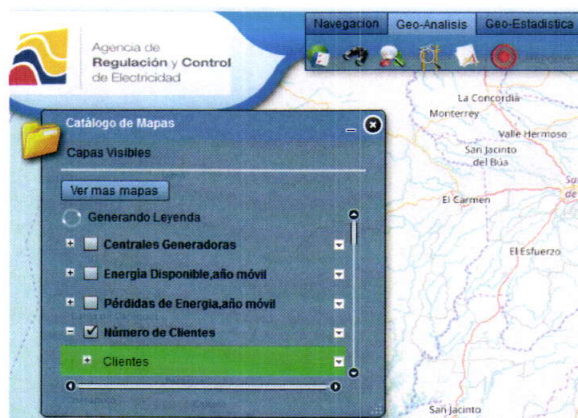 Navegacion Geo-Analisis Geo-Estadistica
Agencia de
Regulación y Control
de Electricidad
La Concordia
Monterrey
Valle Hermoso
San Jacinto
del Búa
El Carmen
El Esfuerzo
San Jacinto
Catálogo de Mapas
Capas Visibles
Ver mas mapas
Generando Leyenda
Centrales Generadoras
Energía Disponible,año móvil
Pérdidas de Energía,año móvil
Número de Clientes
Clientes